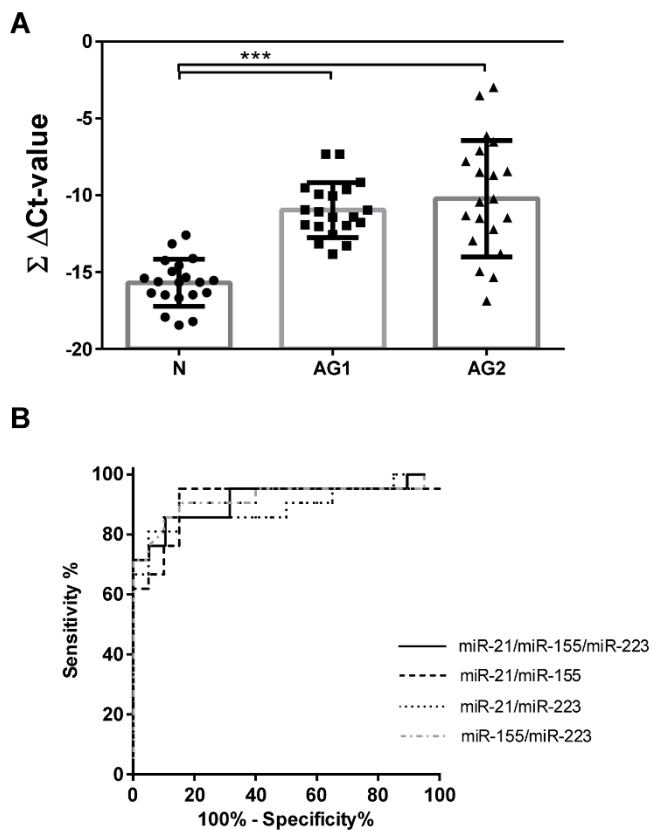 A
0
***
-5
-10
-15
-20
Σ ΔCt-value
N AG1 AG2
B
100
80
60
40
20
0
Sensitivity %
miR-21/miR-155/miR-223
miR-21/miR-155
miR-21/miR-223
miR-155/miR-223
0 20 40 60 80 100
100% - Specificity%